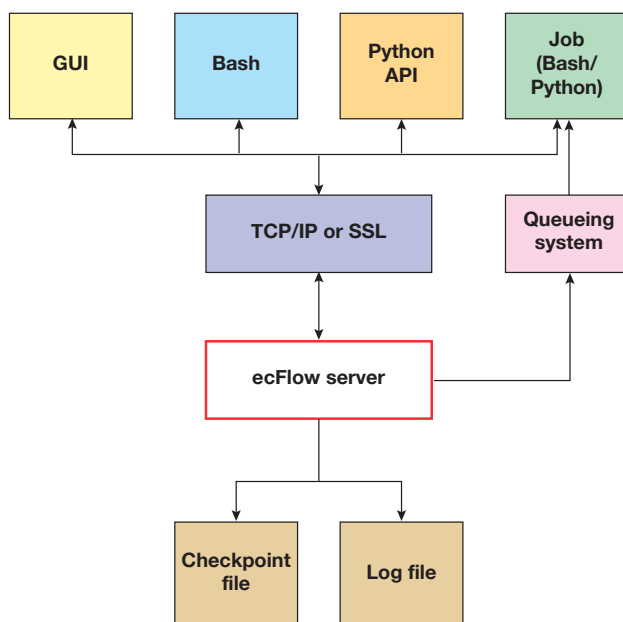 GUI
Bash
Python
API
Job
(Bash/
Python)
TCP/IP or SSL
Queueing
system
ecFlow server
Checkpoint
file
Log file